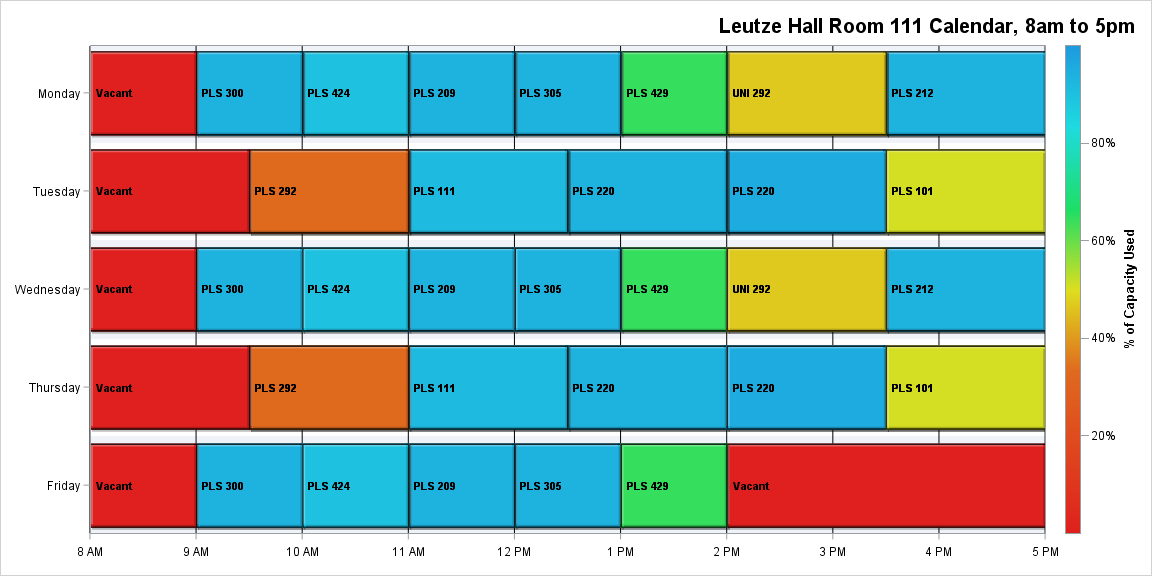 Leutze Hall Room 111 Calendar, 8am to 5pm
Monday
Vacant
PLS 300
PLS 424
PLS 209
PLS 305
PLS 429
UNI 292
PLS 212
Tuesday
Vacant
PLS 292
PLS 111
PLS 220
PLS 220
PLS 101
Wednesday
Vacant
PLS 300
PLS 424
PLS 209
PLS 305
PLS 429
UNI 292
PLS 212
Thursday
Vacant
PLS 292
PLS 111
PLS 220
PLS 220
PLS 101
Friday
Vacant
PLS 300
PLS 424
PLS 209
PLS 305
PLS 429
Vacant
8 AM
9 AM
10 AM
11 AM
12 PM
1 PM
2 PM
3 PM
4 PM
5 PM
80%
60%
40%
20%
% of Capacity Used